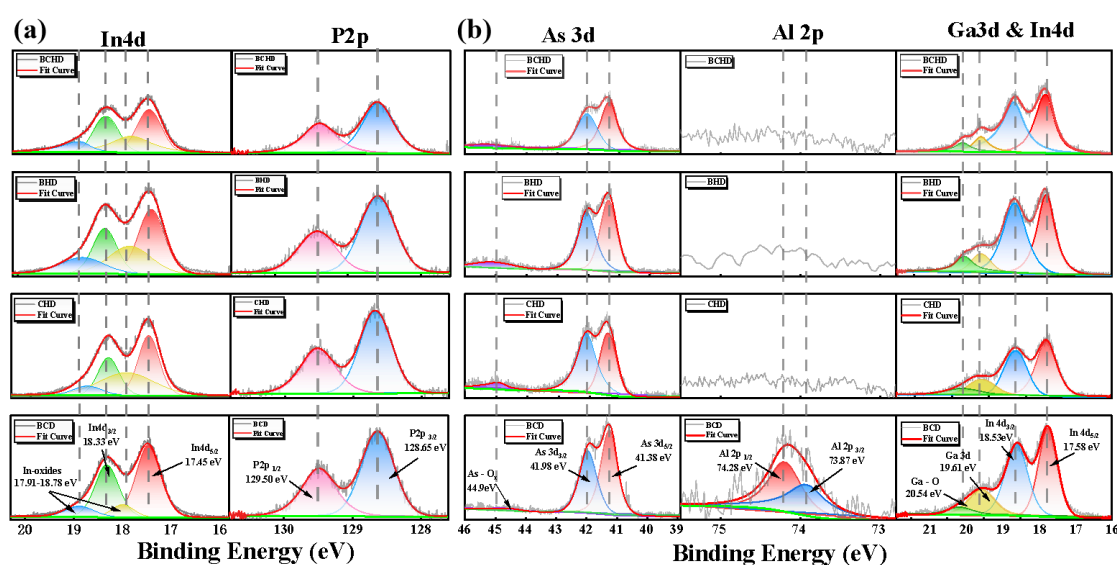 (a)
In4d
P2p
(b)
As 3d
Al 2p
Ga3d & In4d
BCHD
Fit Curve
BCHD
Fit Curve
BCHD
Fit Curve
BCHD
BCHD
Fit Curve
BHD
Fit Curve
BHD
Fit Curve
BHD
Fit Curve
BHD
BHD
Fit Curve
CHD
Fit Curve
CHD
Fit Curve
CHD
Fit Curve
CHD
CHD
Fit Curve
BCD
Fit Curve
In4d3/2
18.33 eV
In4d5/2
17.45 eV
In-oxides
17.91-18.78 eV
BCD
Fit Curve
P2p 3/2
128.65 eV
P2p 1/2
129.50 eV
BCD
Fit Curve
As 3d5/2
41.38 eV
As 3d3/2
41.98 eV
As - O
44.9eV
BCD
Fit Curve
Al 2p1/2
74.28 eV
Al 2p3/2
73.87 eV
BCD
Fit Curve
In 4d3/2
18.53eV
In 4d5/2
17.58 eV
Ga 3d
19.61 eV
Ga - O
20.54 eV
20 19 18 17 16
130 129 128
46 45 44 43 42 41 40 39
75 74 73
21 20 19 18 17 16
Binding Energy (eV)
Binding Energy (eV)